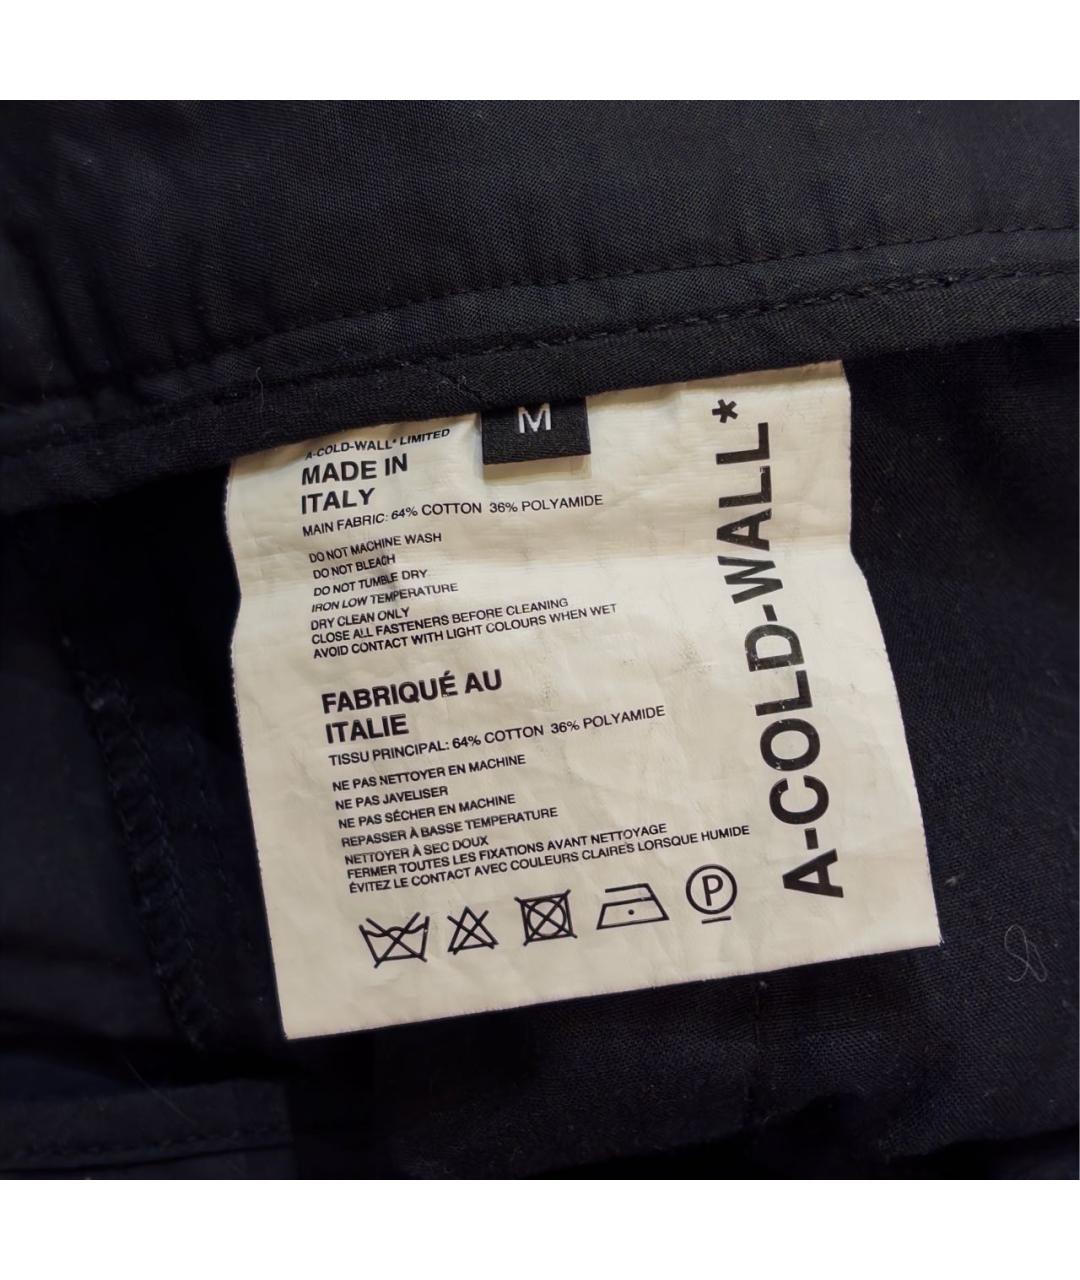 M
A-COLD-WALL* LIMITED
MADE IN
ITALY
MAIN FABRIC: 64% COTTON 36% POLYAMIDE
DO NOT MACHINE WASH
DO NOT BLEACH
DO NOT TUMBLE DRY
IRON LOW TEMPERATURE
DRY CLEAN ONLY
CLOSE ALL FASTENERS BEFORE CLEANING
AVOID CONTACT WITH LIGHT COLOURS WHEN WET
FABRIQUÉ AU
ITALIE
TISSU PRINCIPAL: 64% COTTON 36% POLYAMIDE
NE PAS NETTOYER EN MACHINE
NE PAS JAVELISER
NE PAS SÉCHER EN MACHINE
REPASSER À BASSE TEMPERATURE
NETTOYER À SEC DOUX
FERMER TOUTES LES FIXATIONS AVANT NETTOYAGE
ÉVITEZ LE CONTACT AVEC COULEURS CLAIRES LORSQUE HUMIDE
P
A-COLD-WALL*